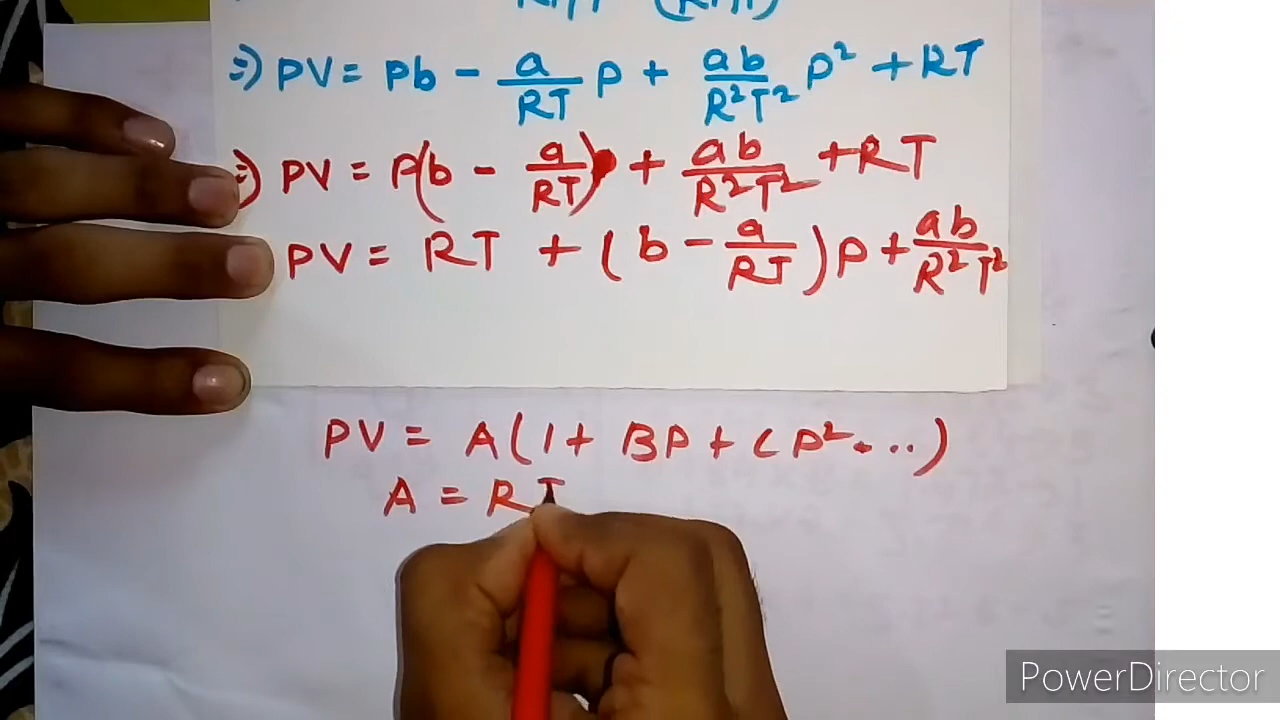 =) PV = Pb - a/RT P + ab/R²T² P² + RT
=) PV = P(b - a/RT) + ab/R²T² + RT
PV = RT + (b - a/RT) P + ab/R²T²
PV = A(1 + BP + CP² ...)
A = RT
PowerDirector